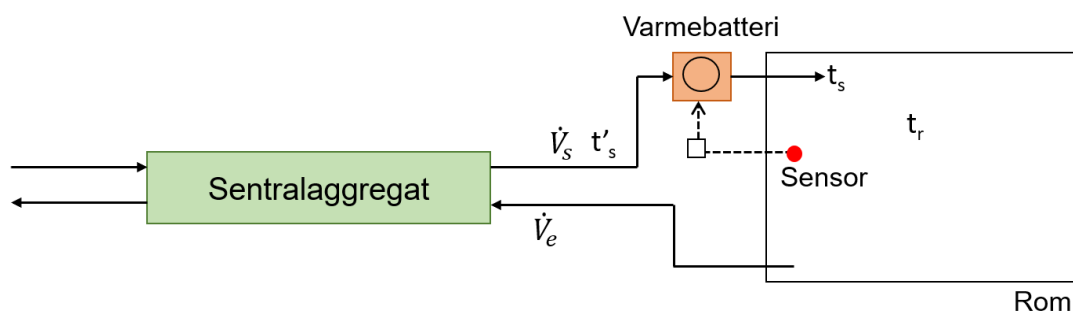 Varmebatteri
t_s
t_r
V̇_s t'_s
Sentralaggregat
Sensor
V̇_e
Rom